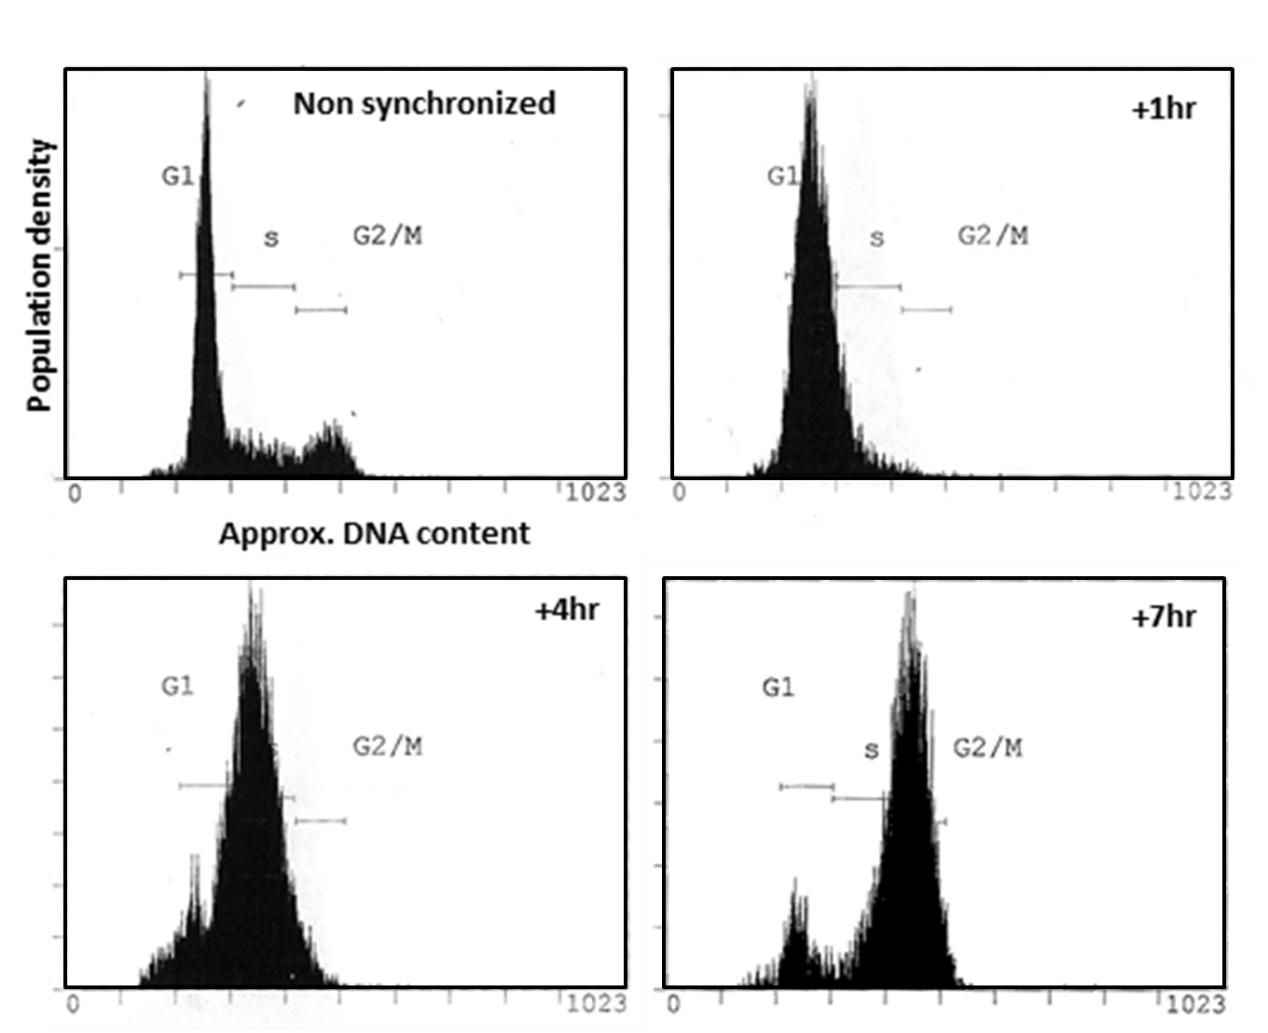 Non synchronized
G1
s
G2/M
Population density
0
1023
Approx. DNA content
+1hr
G1
s
G2/M
0
1023
+4hr
G1
G2/M
0
1023
+7hr
G1
s
G2/M
0
1023